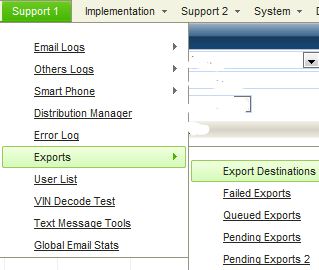 Support 1 Implementation Support 2 System
Email Logs
Others Logs
Smart Phone
Distribution Manager
Error Log
Exports
User List
VIN Decode Test
Text Message Tools
Global Email Stats
Export Destinations
Failed Exports
Queued Exports
Pending Exports
Pending Exports 2